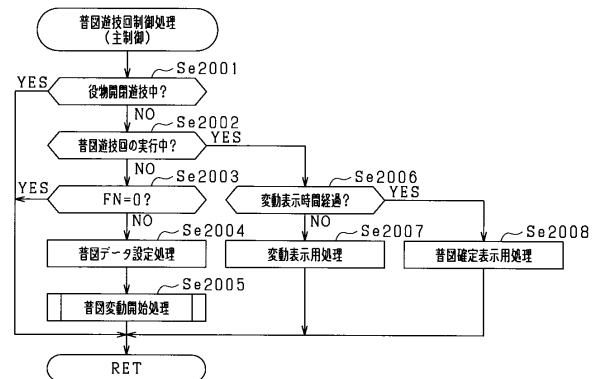 普図遊技回制御処理
(主制御)
Se2001
YES
役物開閉遊技中?
NO
Se2002
普図遊技回の実行中?
YES
NO
Se2003
YES
FN=0?
NO
Se2004
普図データ設定処理
Se2005
普図変動開始処理
Se2006
変動表示時間経過?
YES
NO
Se2007
変動表示用処理
Se2008
普図確定表示用処理
RET